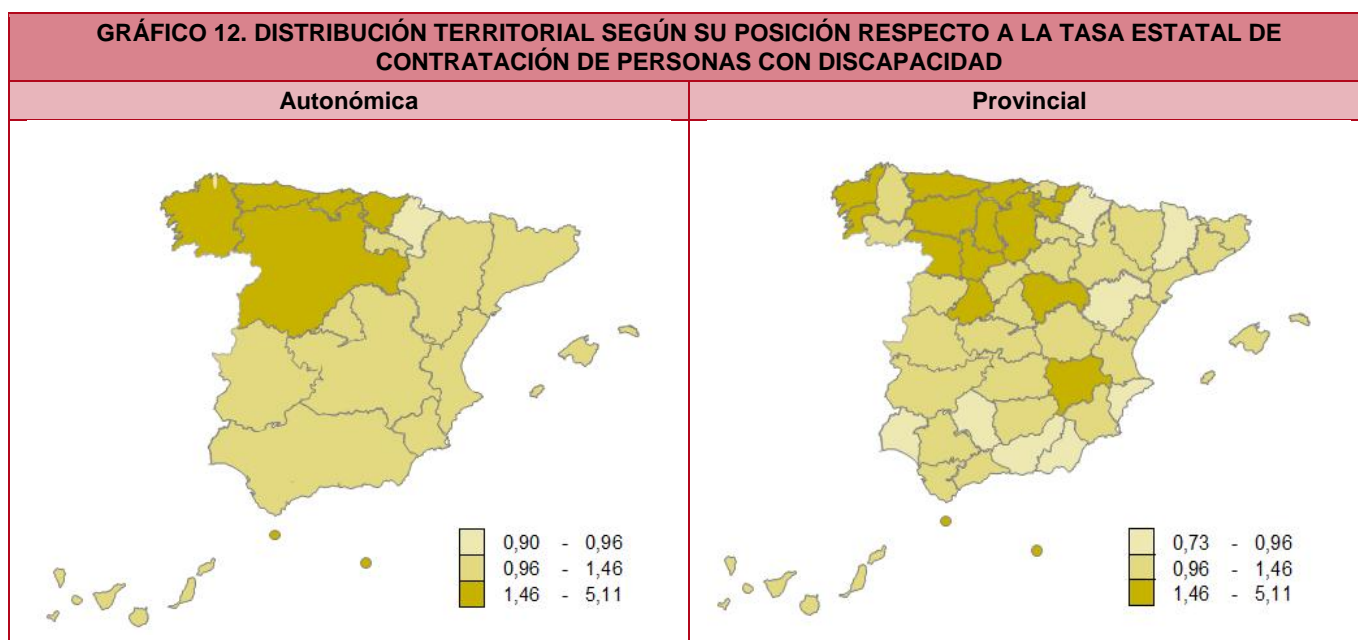 GRÁFICO 12. DISTRIBUCIÓN TERRITORIAL SEGÚN SU POSICIÓN RESPECTO A LA TASA ESTATAL DE
CONTRATACIÓN DE PERSONAS CON DISCAPACIDAD
Autonómica
Provincial
0,90 - 0,96
0,96 - 1,46
1,46 - 5,11
0,73 - 0,96
0,96 - 1,46
1,46 - 5,11